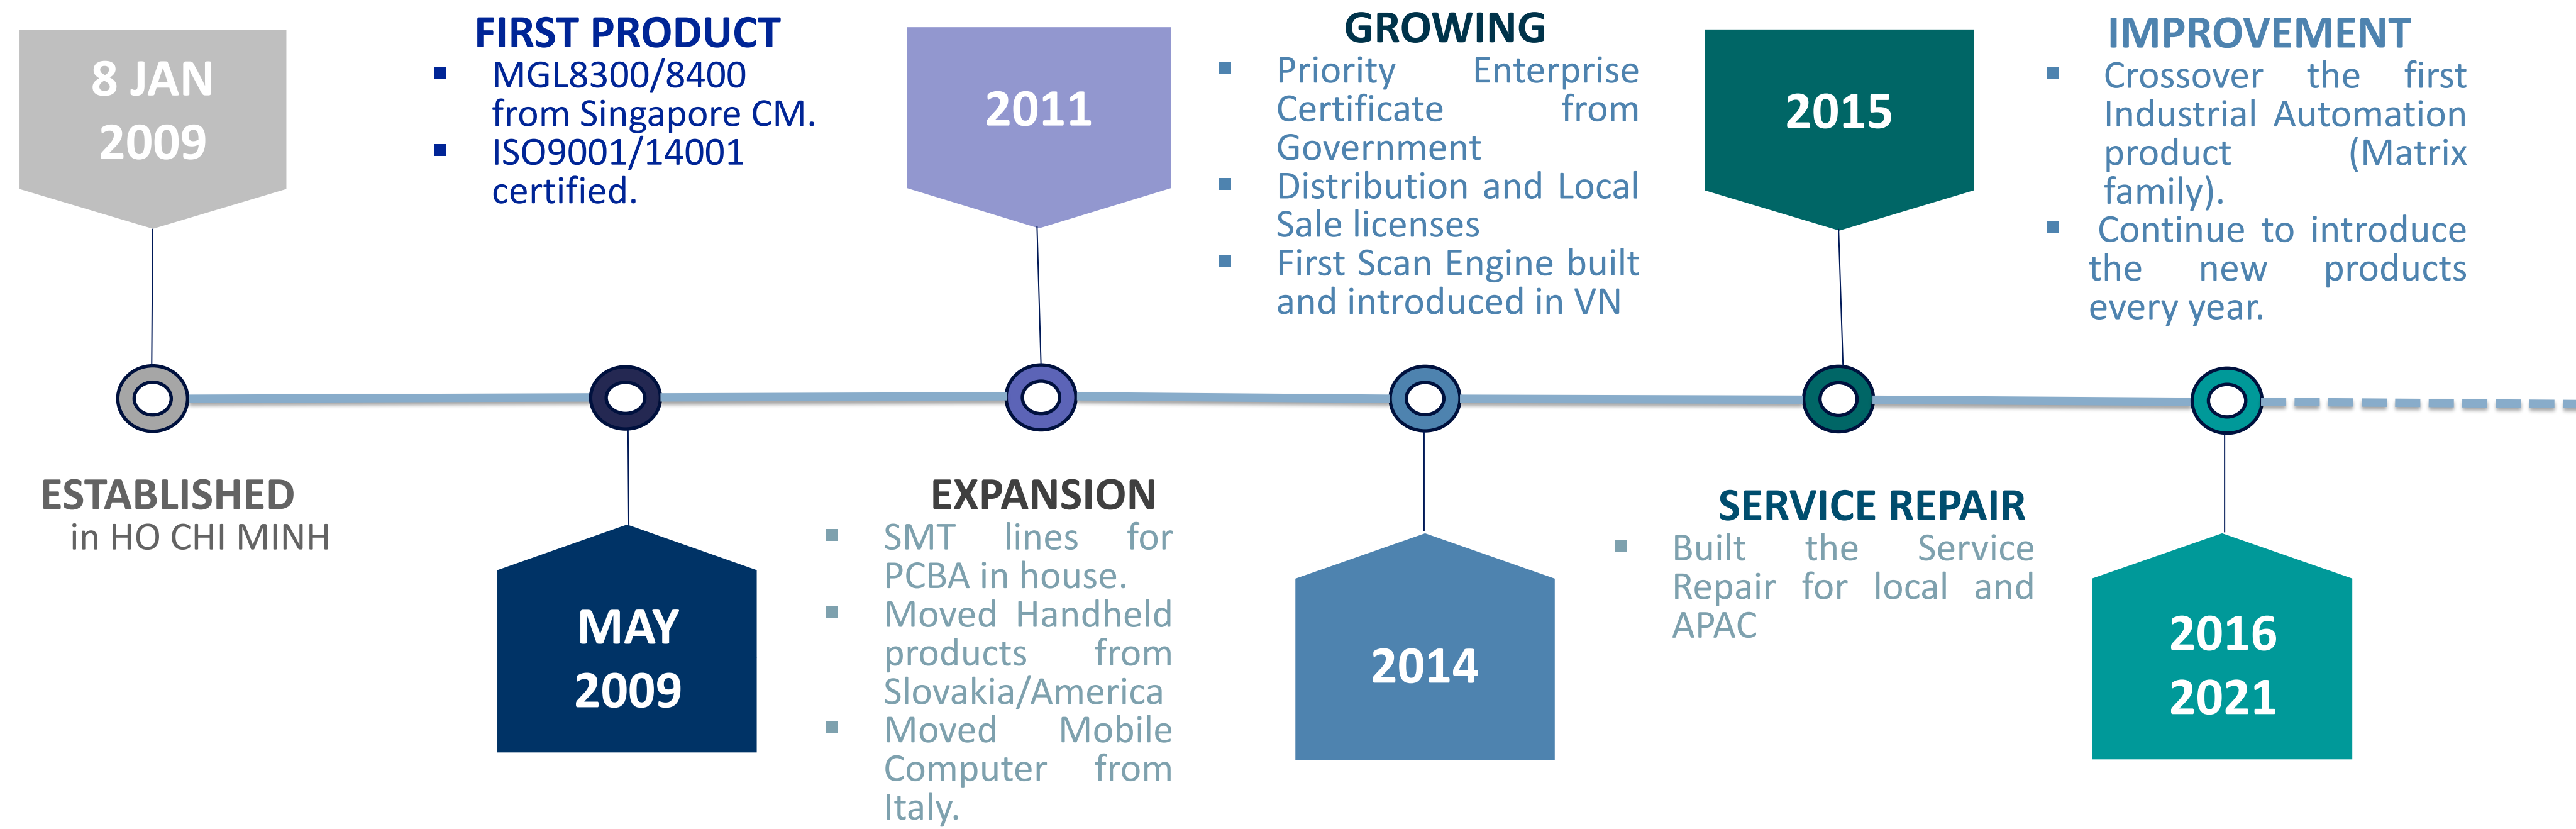 8 JAN
2009
ESTABLISHED
in HO CHI MINH
FIRST PRODUCT
▪ MGL8300/8400
from Singapore CM.
▪ ISO9001/14001
certified.
MAY
2009
2011
EXPANSION
▪ SMT lines for
PCBA in house.
▪ Moved Handheld
products from
Slovakia/America
▪ Moved Mobile
Computer from
Italy.
GROWING
▪ Priority Enterprise
Certificate from
Government
▪ Distribution and Local
Sale licenses
▪ First Scan Engine built
and introduced in VN
2014
2015
SERVICE REPAIR
▪ Built the Service
Repair for local and
APAC
IMPROVEMENT
▪ Crossover the first
Industrial Automation
product (Matrix
family).
▪ Continue to introduce
the new products
every year.
2016
2021